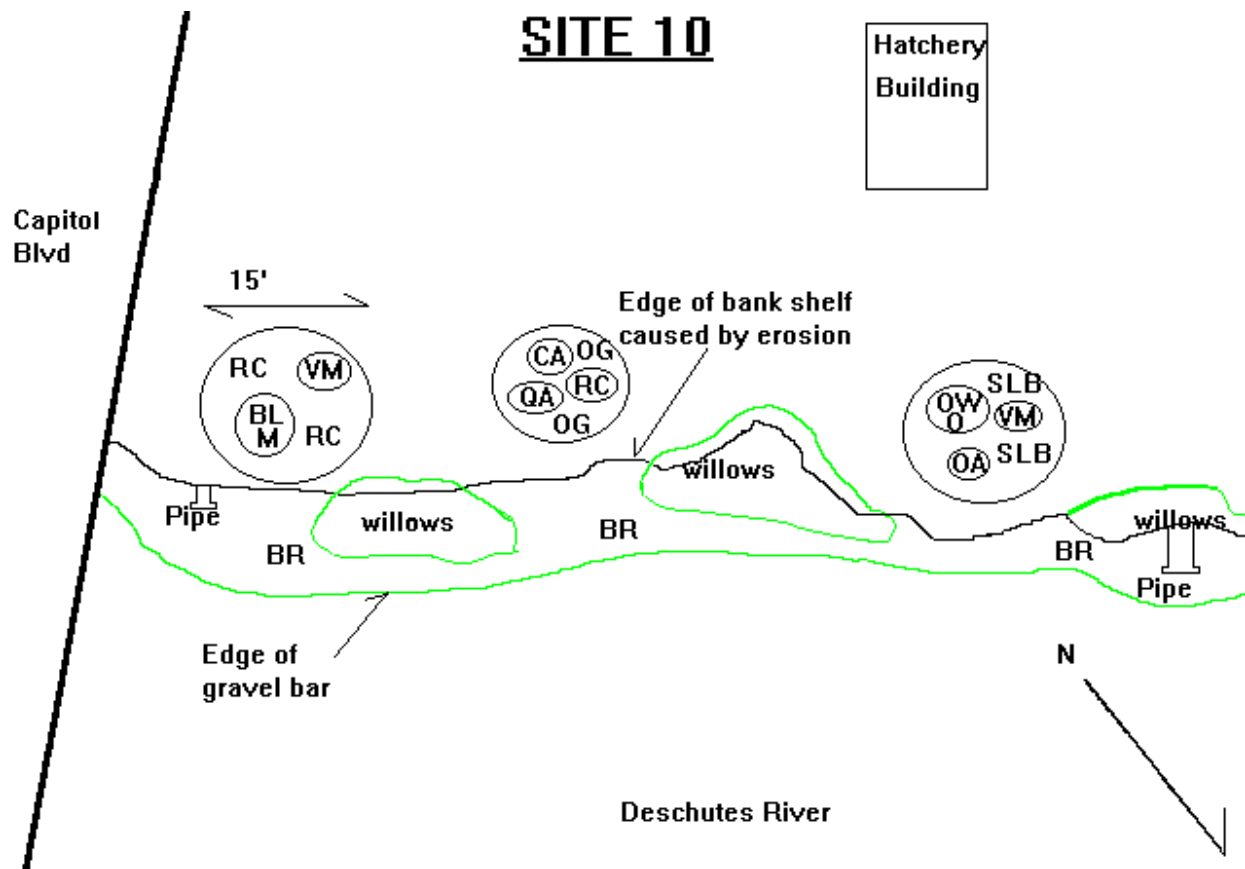 SITE 10
Hatchery
Building
Capitol
Blvd
15'
Edge of bank shelf
caused by erosion
RC
VM
BL
M
RC
CA
OG
QA
RC
OG
SLB
OW
O
VM
OA
SLB
willows
willows
willows
Pipe
BR
BR
BR
Pipe
Edge of
gravel bar
N
Deschutes River